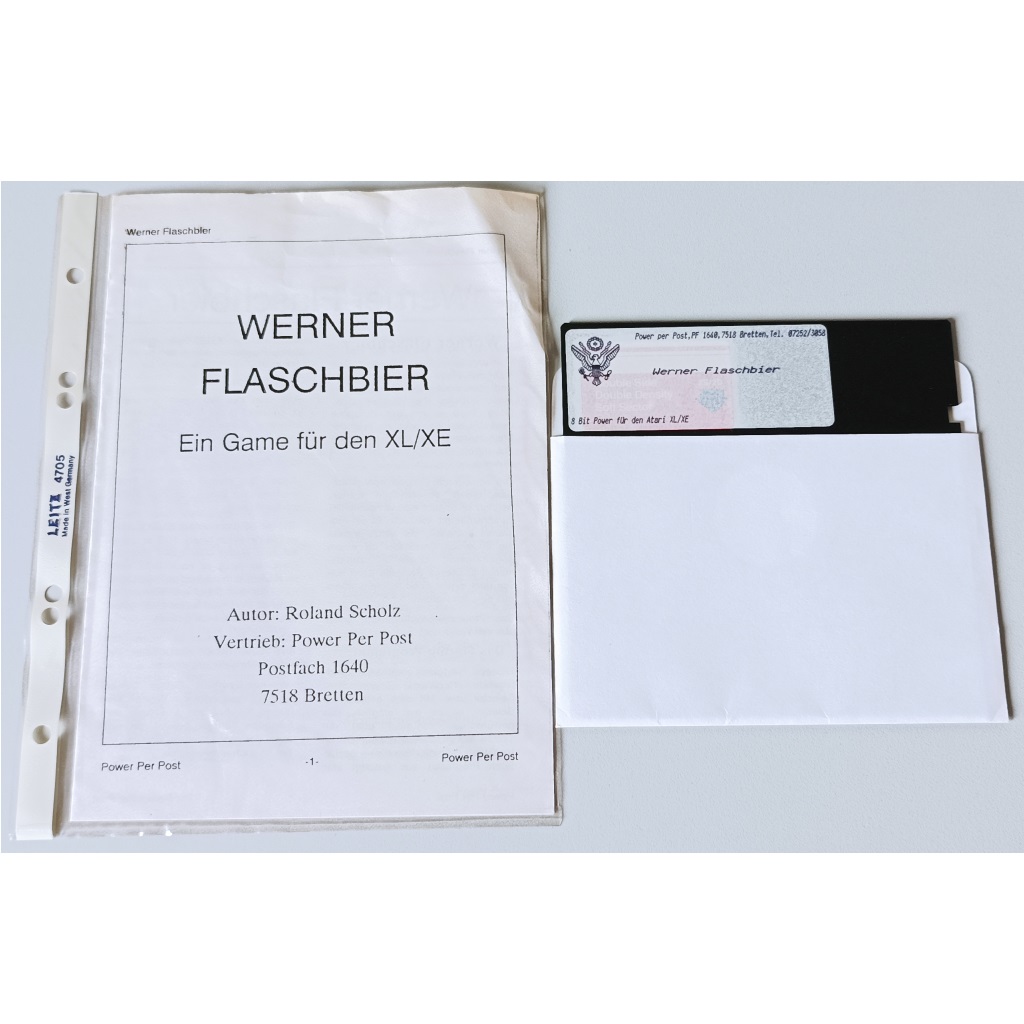 Werner Flaschbier
WERNER
FLASCHBIER
Ein Game für den XL/XE
Autor: Roland Scholz
Vertrieb: Power Per Post
Postfach 1640
7518 Bretten
Power Per Post
-1-
Power Per Post
LEITZ 4705
Made in West Germany
Power per Post,PF 1640,7518 Bretten,Tel. 07252/3058
Werner Flaschbier
8 Bit Power für den Atari XL/XE